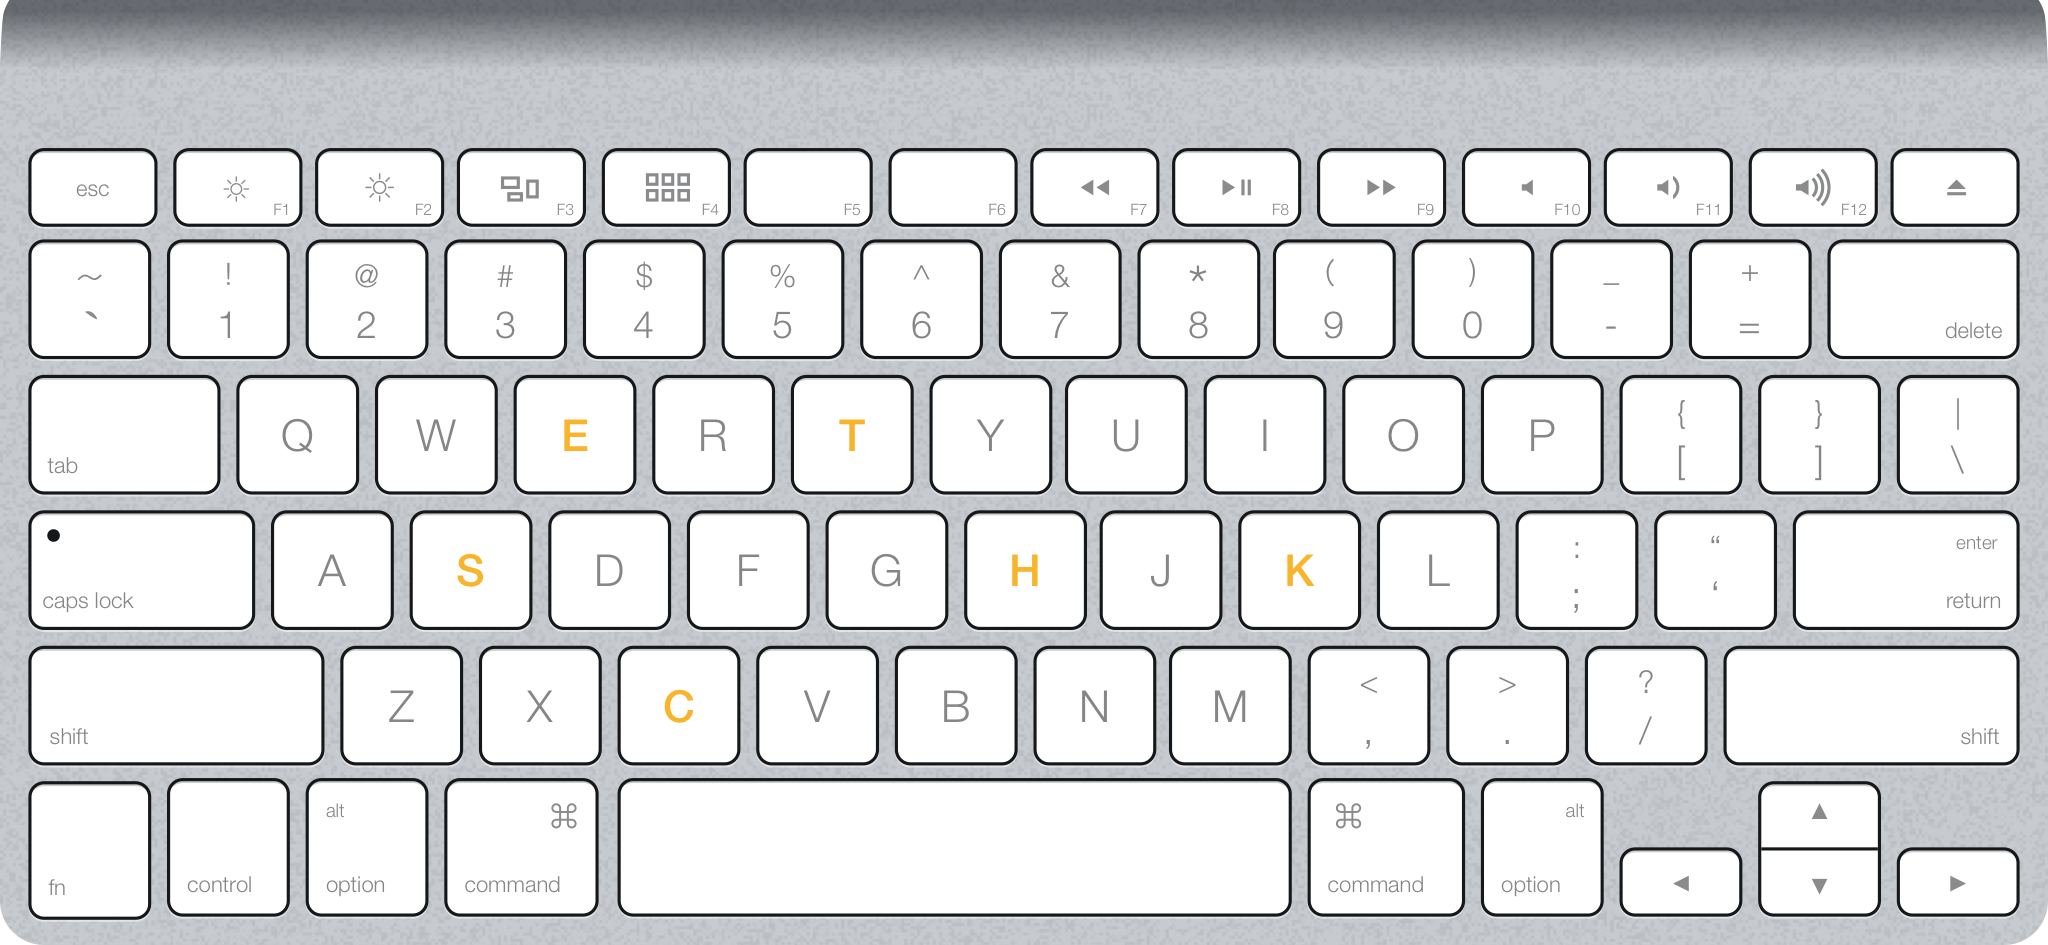 esc F1 F2 F3 F4 F5 F6 F7 F8 F9 F10 F11 F12
~ ! @ # $ % ^ & * ( ) _ +
` 1 2 3 4 5 6 7 8 9 0 - = delete
tab Q W E R T Y U I O P { } |
[ ] \
caps lock A S D F G H J K L : “ enter
; ‘ return
shift Z X C V B N M < > ? shift
, . /
alt ⌘ ⌘ alt
fn control option command command option